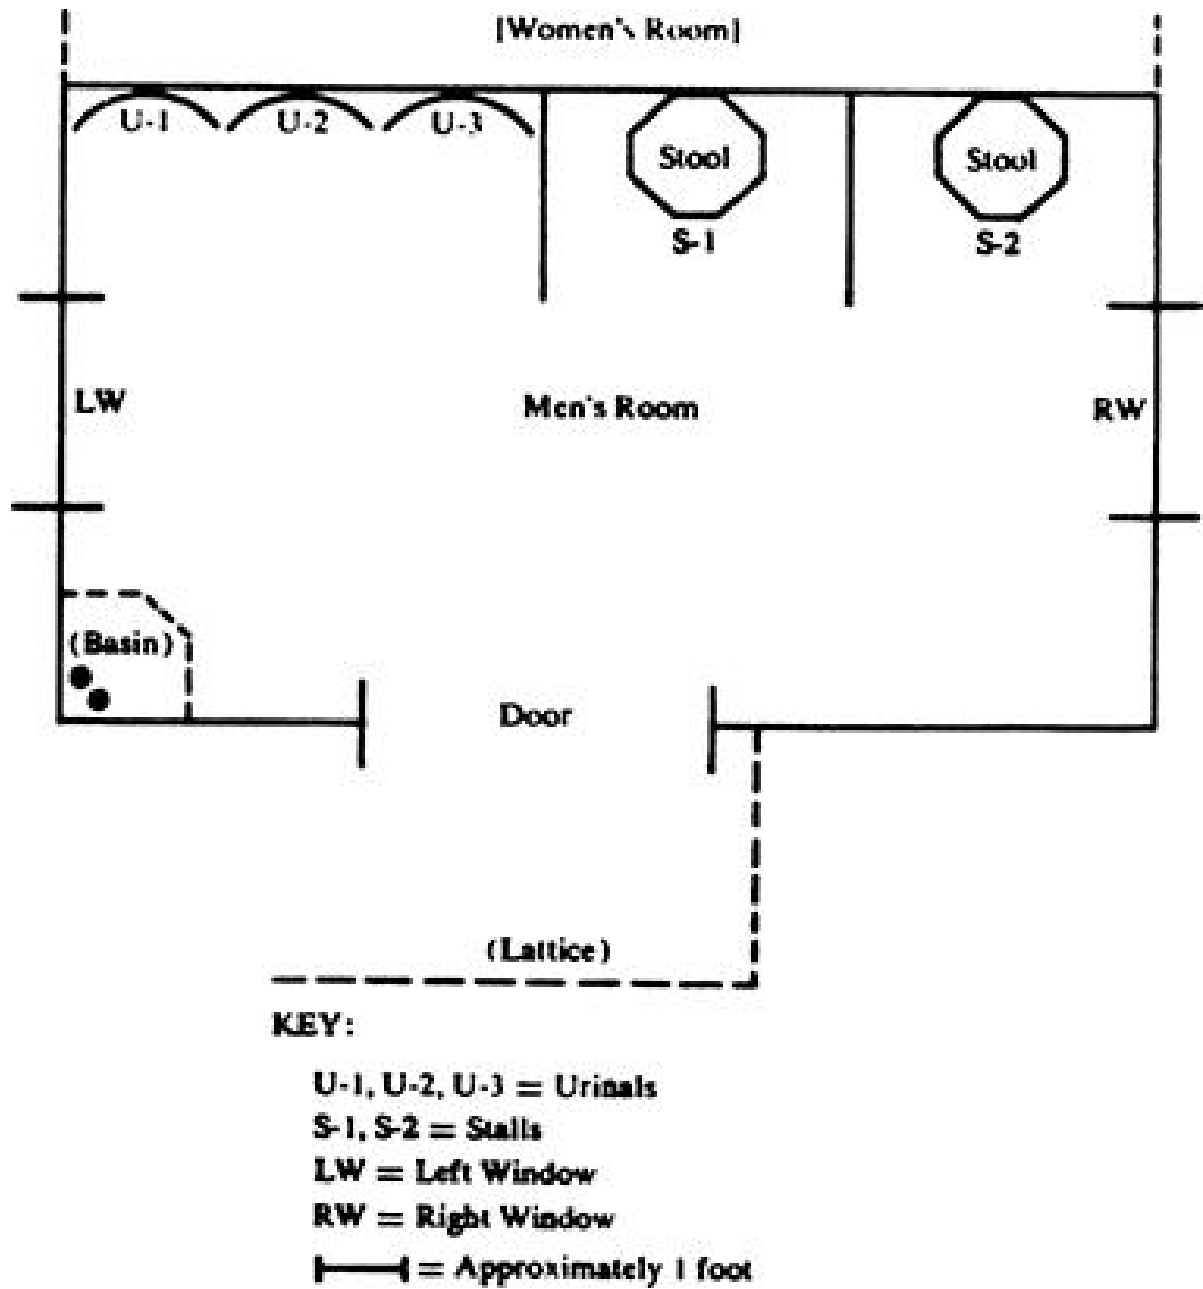 [Women's Room]
U-1 U-2 U-3
Stool Stool
S-1 S-2
LW Men's Room RW
(Basin)
Door
(Lattice)
KEY:
U-1, U-2, U-3 = Urinals
S-1, S-2 = Stalls
LW = Left Window
RW = Right Window
= Approximately 1 foot